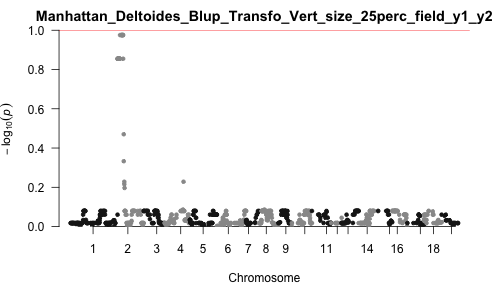 Manhattan_Deltoides_Blup_Transfo_Vert_size_25perc_field_y1_y2
1.0
0.8
0.6
0.4
0.2
0.0
− log10(p)
1 2 3 4 5 6 7 8 9 11 14 16 18
Chromosome